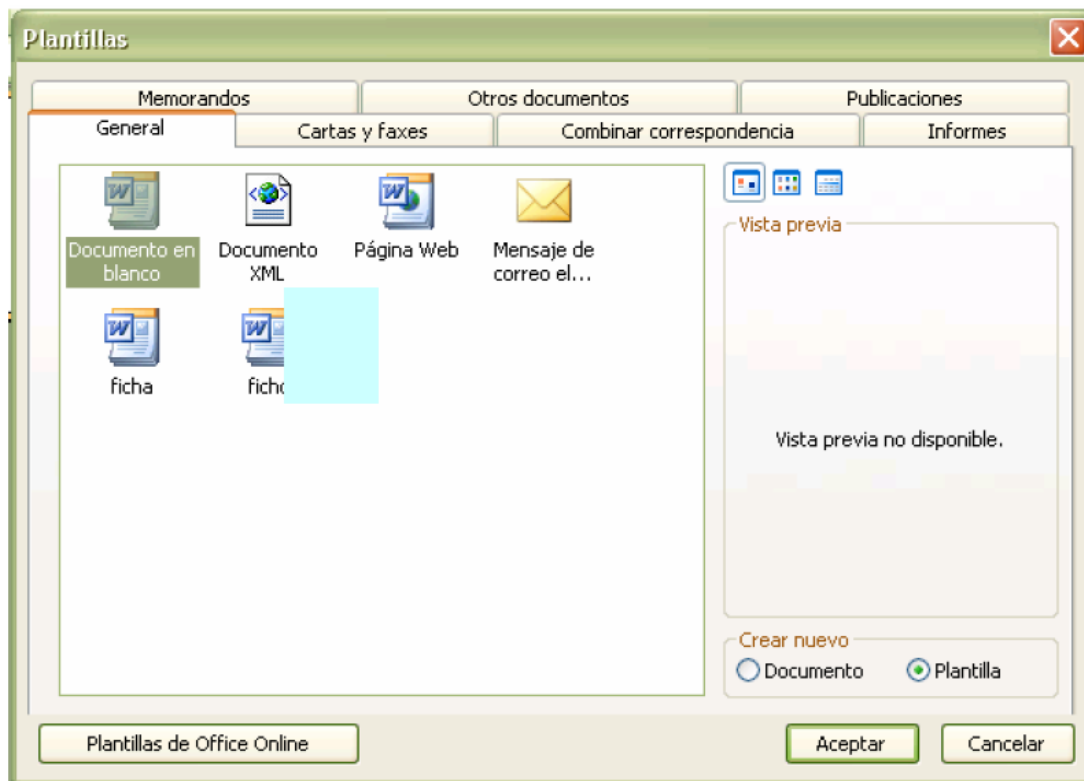 Plantillas
Memorandos Otros documentos Publicaciones
General Cartas y faxes Combinar correspondencia Informes
Documento en
blanco
Documento
XML
Página Web
Mensaje de
correo el...
ficha
Vista previa
Vista previa no disponible.
Crear nuevo
Documento Plantilla
Plantillas de Office Online Aceptar Cancelar